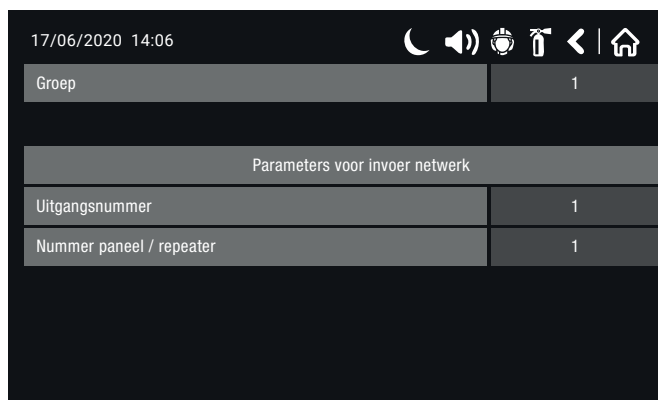 17/06/2020 14:06
Groep 1
Parameters voor invoer netwerk
Uitgangsnummer 1
Nummer paneel / repeater 1